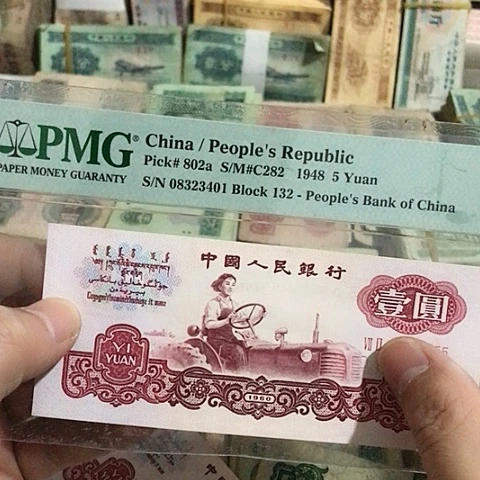 PMG®
PAPER MONEY GUARANTY
China / People's Republic
Pick# 802a S/M#C282 1948 5 Yuan
S/N 08323401 Block 132 - People's Bank of China
中國人民銀行
壹圓
YI
YUAN
1960